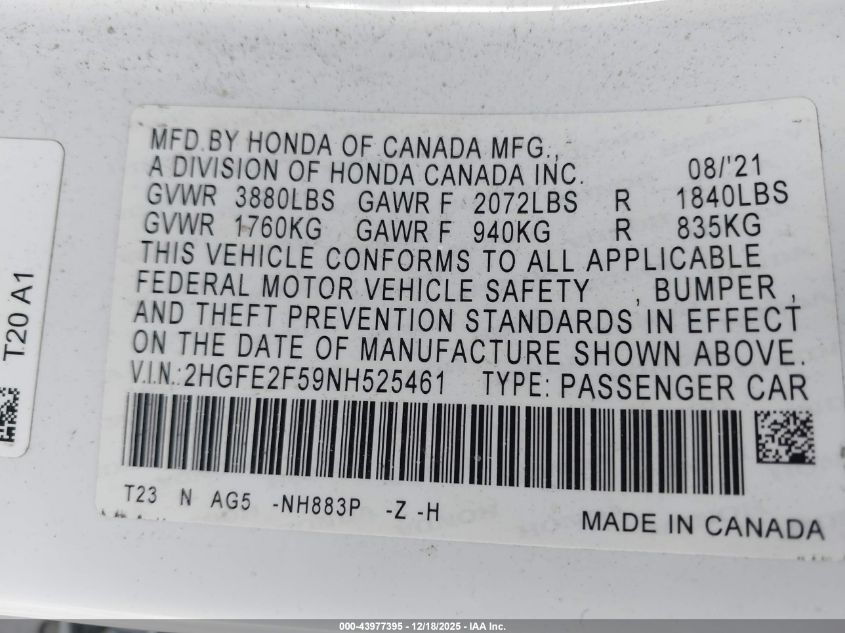 MFD.BY HONDA OF CANADA MFG.,
A DIVISION OF HONDA CANADA INC. 08/'21
GVWR 3880LBS GAWR F 2072LBS R 1840LBS
GVWR 1760KG GAWR F 940KG R 835KG
THIS VEHICLE CONFORMS TO ALL APPLICABLE
FEDERAL MOTOR VEHICLE SAFETY , BUMPER ,
AND THEFT PREVENTION STANDARDS IN EFFECT
ON THE DATE OF MANUFACTURE SHOWN ABOVE.
V.I.N.:2HGFE2F59NH525461 TYPE: PASSENGER CAR
T23 N AG5 -NH883P -Z -H
MADE IN CANADA
T20 A1
000-43977395 - 12/18/2025 - IAA Inc.